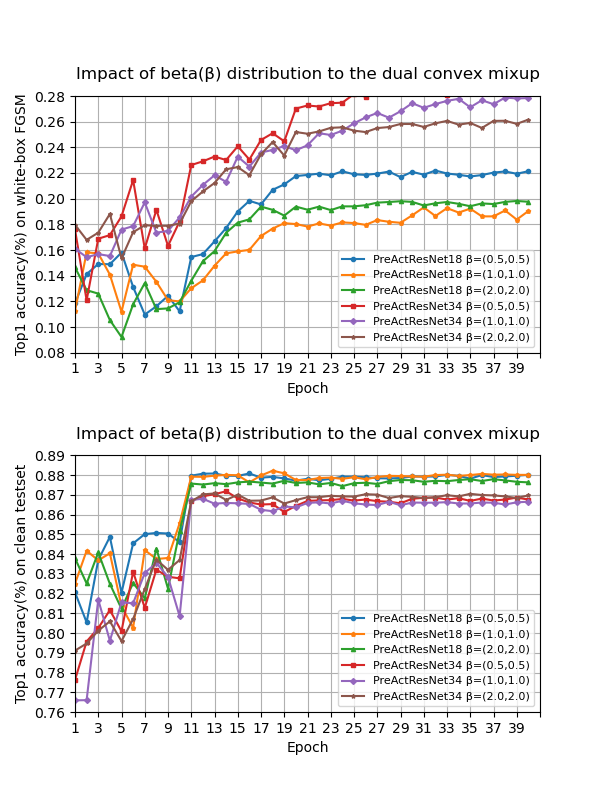 Impact of beta(β) distribution to the dual convex mixup
Top1 accuracy(%) on white-box FGSM
0.28
0.26
0.24
0.22
0.20
0.18
0.16
0.14
0.12
0.10
0.08
PreActResNet18 β=(0.5,0.5)
PreActResNet18 β=(1.0,1.0)
PreActResNet18 β=(2.0,2.0)
PreActResNet34 β=(0.5,0.5)
PreActResNet34 β=(1.0,1.0)
PreActResNet34 β=(2.0,2.0)
1 3 5 7 9 11 13 15 17 19 21 23 25 27 29 31 33 35 37 39
Epoch
Impact of beta(β) distribution to the dual convex mixup
Top1 accuracy(%) on clean testset
0.89
0.88
0.87
0.86
0.85
0.84
0.83
0.82
0.81
0.80
0.79
0.78
0.77
0.76
PreActResNet18 β=(0.5,0.5)
PreActResNet18 β=(1.0,1.0)
PreActResNet18 β=(2.0,2.0)
PreActResNet34 β=(0.5,0.5)
PreActResNet34 β=(1.0,1.0)
PreActResNet34 β=(2.0,2.0)
1 3 5 7 9 11 13 15 17 19 21 23 25 27 29 31 33 35 37 39
Epoch